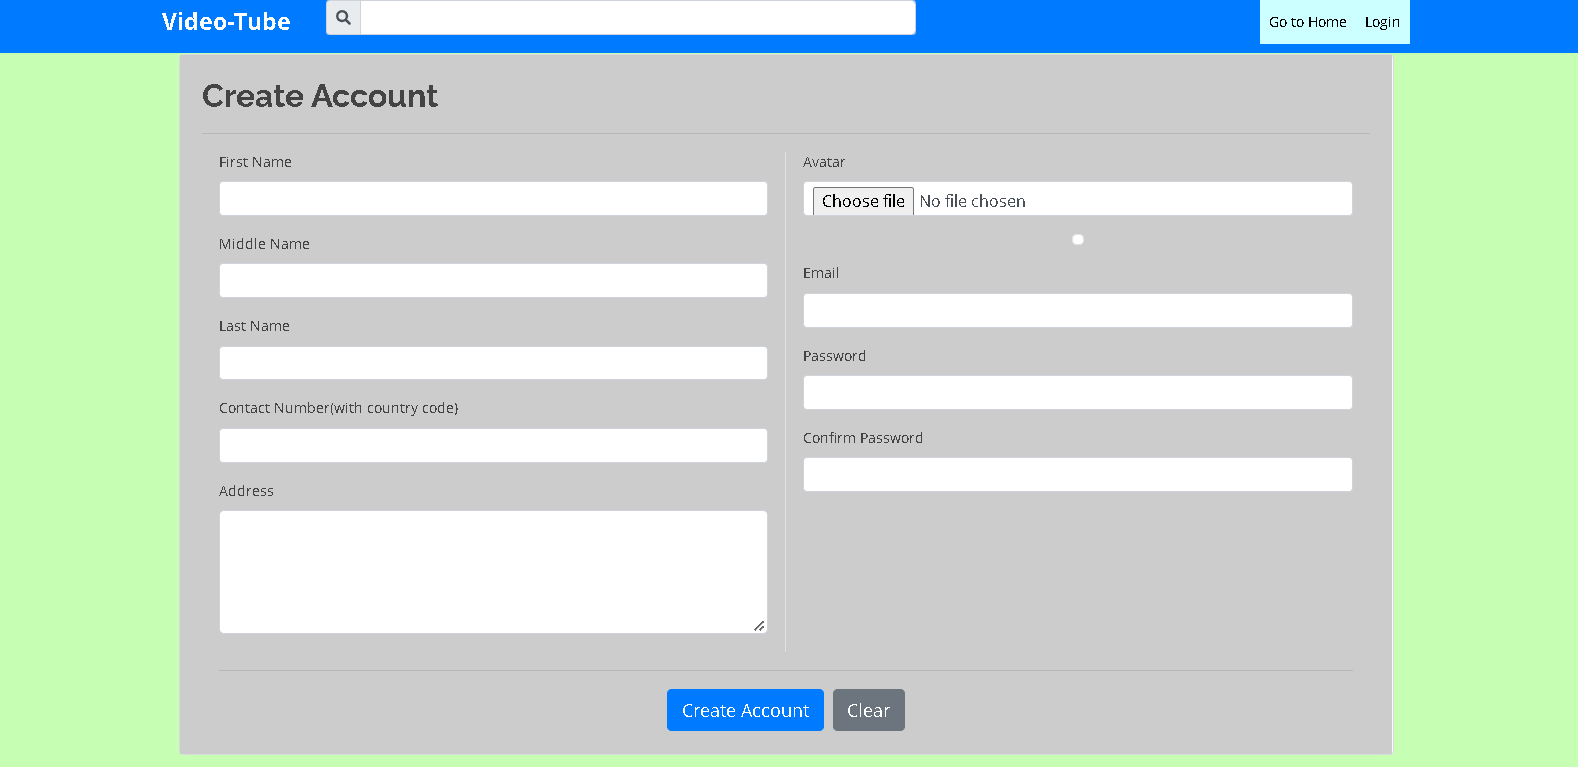 Video-Tube
Go to Home Login
Create Account
First Name
Middle Name
Last Name
Contact Number(with country code)
Address
Avatar
Choose file No file chosen
Email
Password
Confirm Password
Create Account Clear